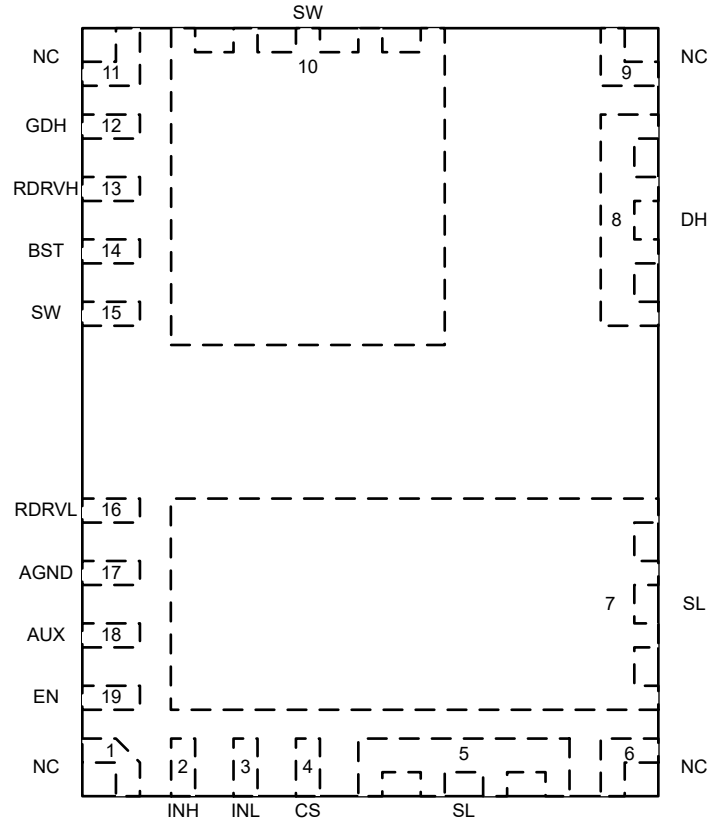 SW
NC
11
10
9
NC
GDH
12
RDRVH
13
8
DH
BST
14
SW
15
RDRVL
16
AGND
17
7
SL
AUX
18
EN
19
NC
1
2
3
4
5
6
NC
INH
INL
CS
SL